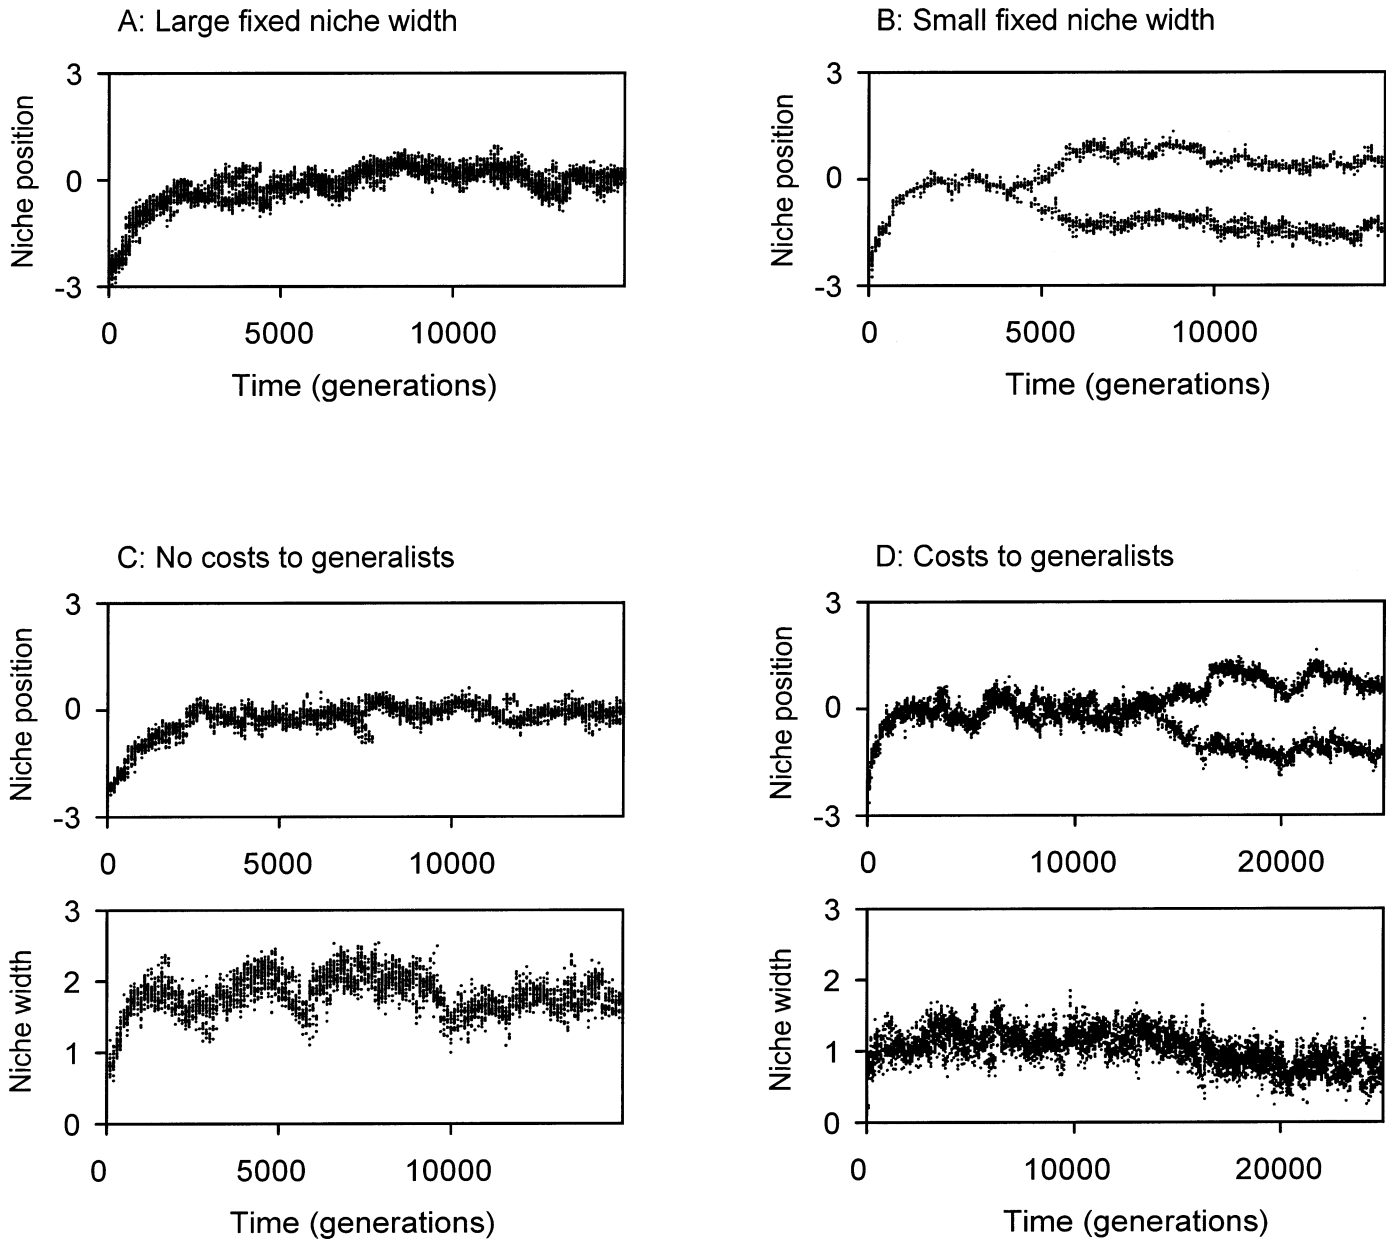 A: Large fixed niche width
B: Small fixed niche width
3
0
-3
Niche position
0 5000 10000
Time (generations)
3
0
-3
Niche position
0 5000 10000
Time (generations)
C: No costs to generalists
D: Costs to generalists
3
0
-3
Niche position
0 5000 10000
3
0
-3
Niche position
0 10000 20000
3
2
1
0
Niche width
0 5000 10000
Time (generations)
3
2
1
0
Niche width
0 10000 20000
Time (generations)